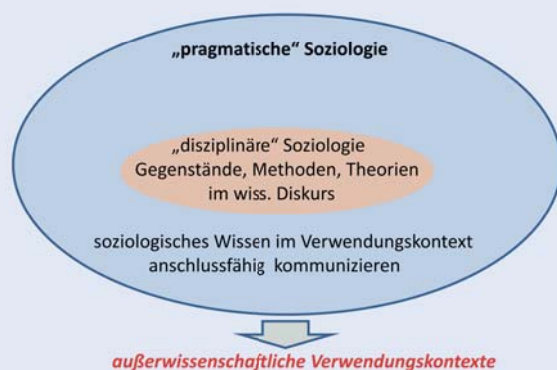 „pragmatische“ Soziologie
„disziplinäre“ Soziologie
Gegenstände, Methoden, Theorien
im wiss. Diskurs
soziologisches Wissen im Verwendungskontext
anschlussfähig kommunizieren
außerwissenschaftliche Verwendungskontexte